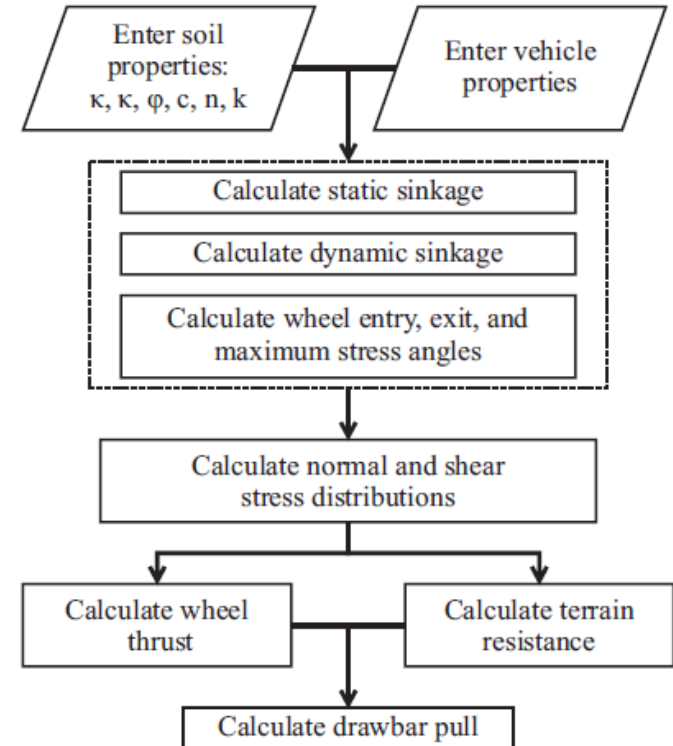 Enter soil
properties:
κ, κ, φ, c, n, k
Enter vehicle
properties
Calculate static sinkage
Calculate dynamic sinkage
Calculate wheel entry, exit, and
maximum stress angles
Calculate normal and shear
stress distributions
Calculate wheel
thrust
Calculate terrain
resistance
Calculate drawbar pull